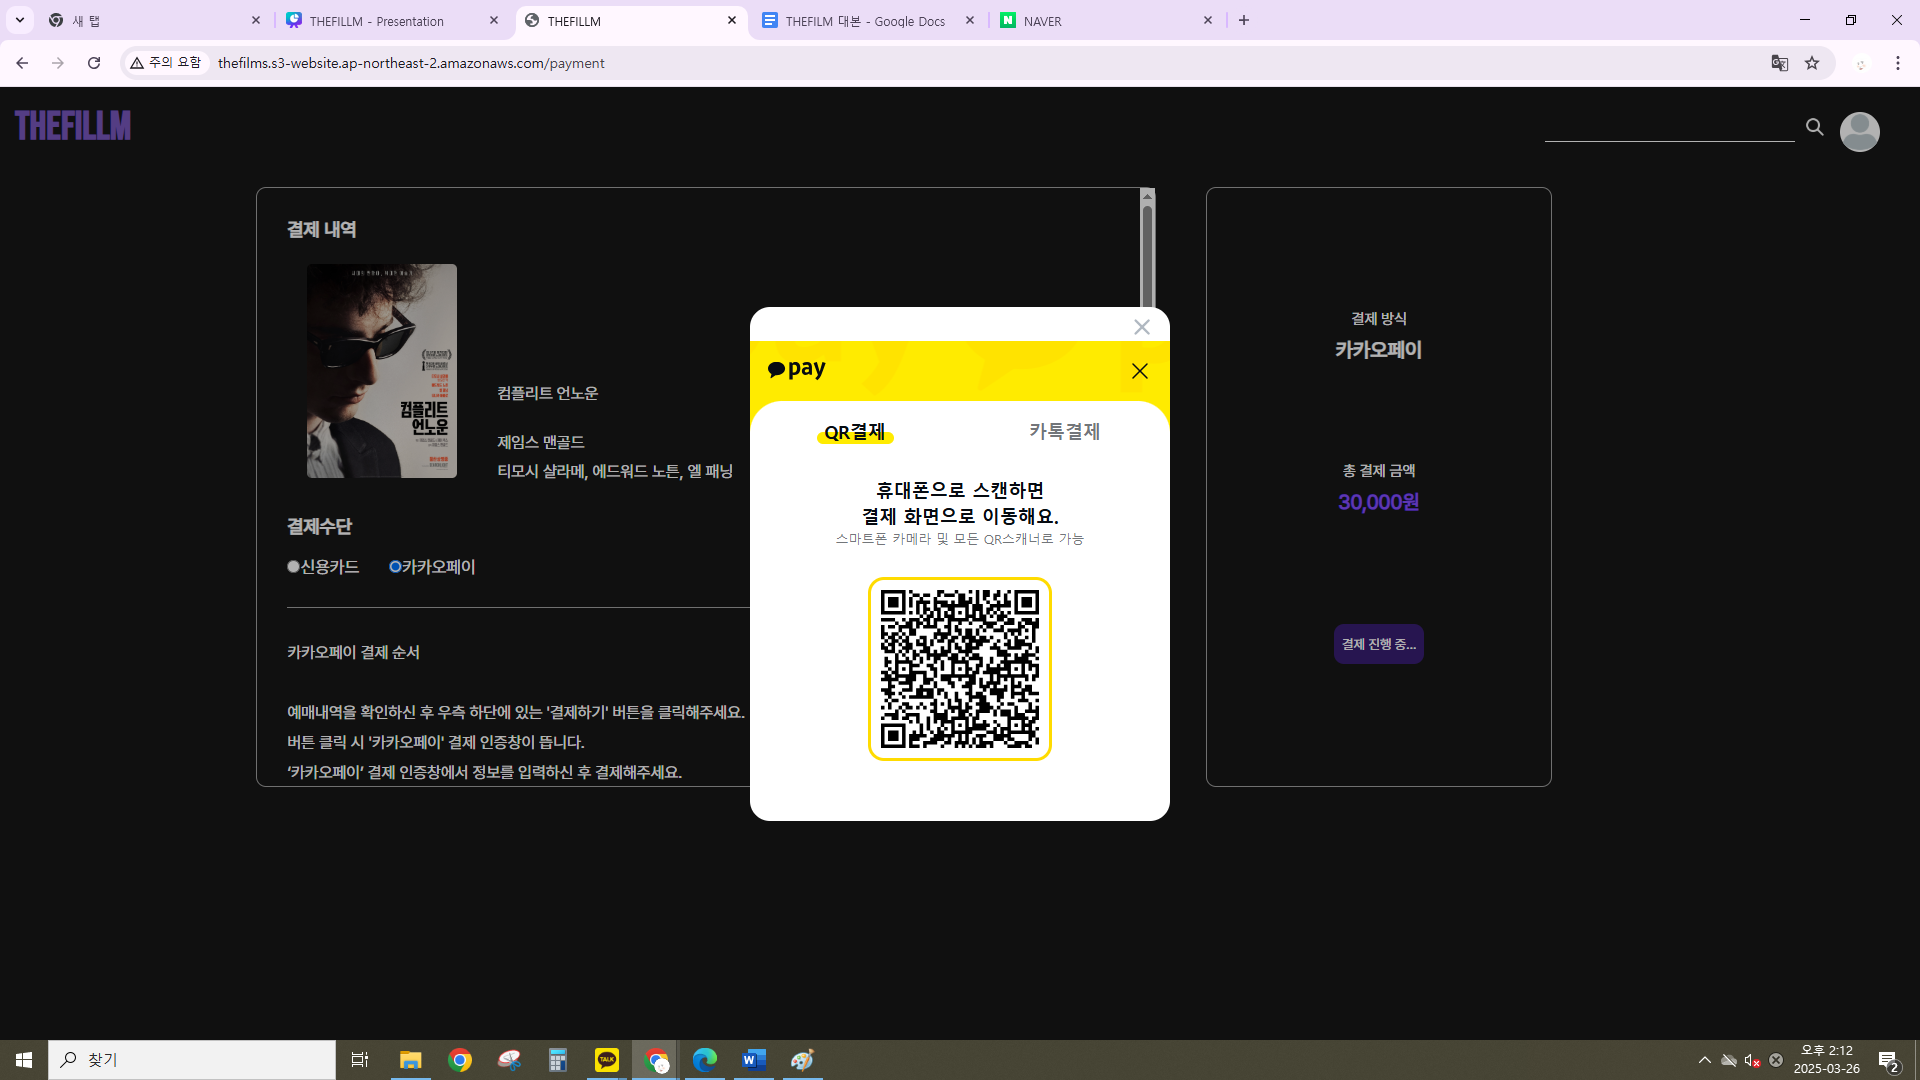 새 탭
THEFILLM - Presentation
THEFILLM
THEFILM 대본 - Google Docs
NAVER
주의 요함
thefilms.s3-website.ap-northeast-2.amazonaws.com/payment
THEFILLM
결제 내역
컴플리트
언노운
컴플리트 언노운
제임스 맨골드
티모시 샬라메, 에드워드 노튼, 엘 패닝
결제수단
신용카드
카카오페이
카카오페이 결제 순서
예매내역을 확인하신 후 우측 하단에 있는 '결제하기' 버튼을 클릭해주세요.
버튼 클릭 시 '카카오페이' 결제 인증창이 뜹니다.
‘카카오페이’ 결제 인증창에서 정보를 입력하신 후 결제해주세요.
pay
QR결제
카톡결제
휴대폰으로 스캔하면
결제 화면으로 이동해요.
스마트폰 카메라 및 모든 QR스캐너로 가능
결제 방식
카카오페이
총 결제 금액
30,000원
결제 진행 중...
찾기
TALK
오후 2:12
2025-03-26
2